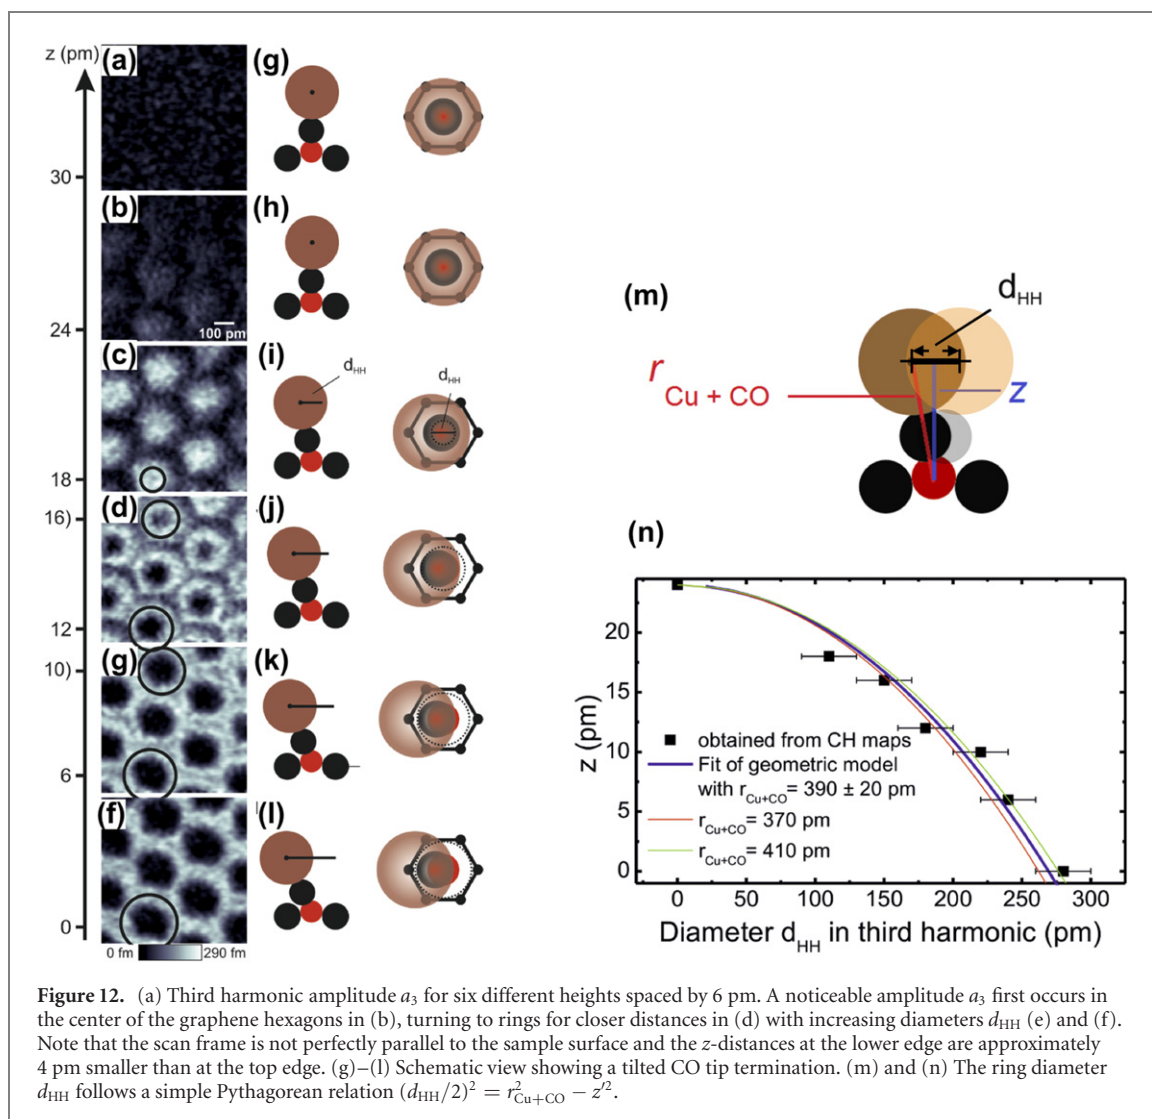 z (pm)
(a)
(g)
30
(b)
(h)
100 pm
24
(c)
(i)
d_HH
d_HH
18
16)
(d)
(j)
12
10)
(g)
(k)
6
(f)
(l)
0
0 fm
290 fm
(m)
d_HH
r_Cu + CO
z
(n)
z (pm)
20
15
10
5
0
obtained from CH maps
Fit of geometric model
with r_Cu+CO= 390 ± 20 pm
r_Cu+CO= 370 pm
r_Cu+CO= 410 pm
0 50 100 150 200 250 300
Diameter d_HH in third harmonic (pm)
Figure 12. (a) Third harmonic amplitude a₃ for six different heights spaced by 6 pm. A noticeable amplitude a₃ first occurs in
the center of the graphene hexagons in (b), turning to rings for closer distances in (d) with increasing diameters d_HH (e) and (f).
Note that the scan frame is not perfectly parallel to the sample surface and the z-distances at the lower edge are approximately
4 pm smaller than at the top edge. (g)–(l) Schematic view showing a tilted CO tip termination. (m) and (n) The ring diameter
d_HH follows a simple Pythagorean relation (d_HH/2)² = r²_Cu+CO − z′².